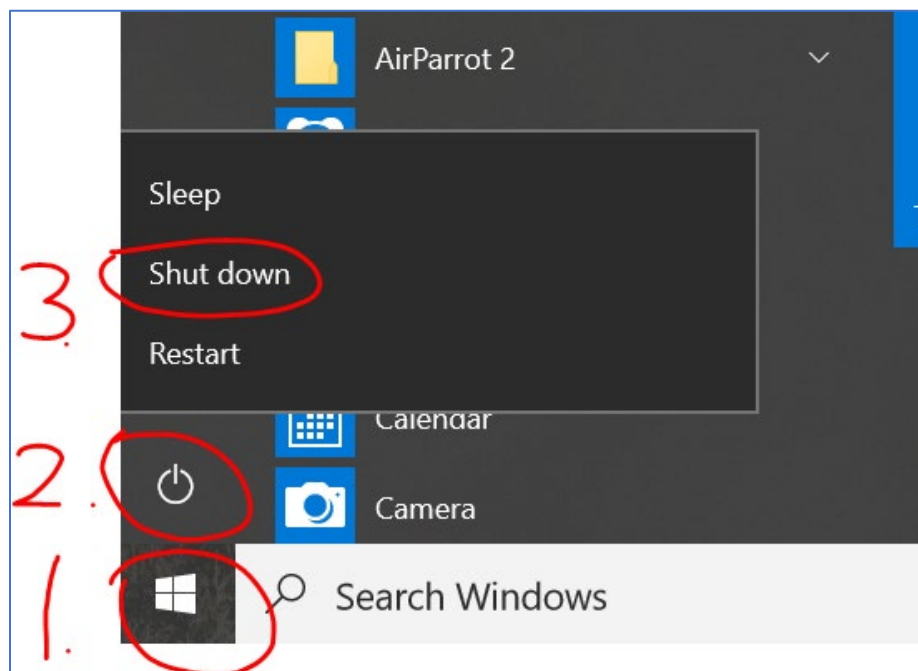 AirParrot 2
Sleep
3. Shut down
Restart
Calendar
2.
Camera
1.
Search Windows